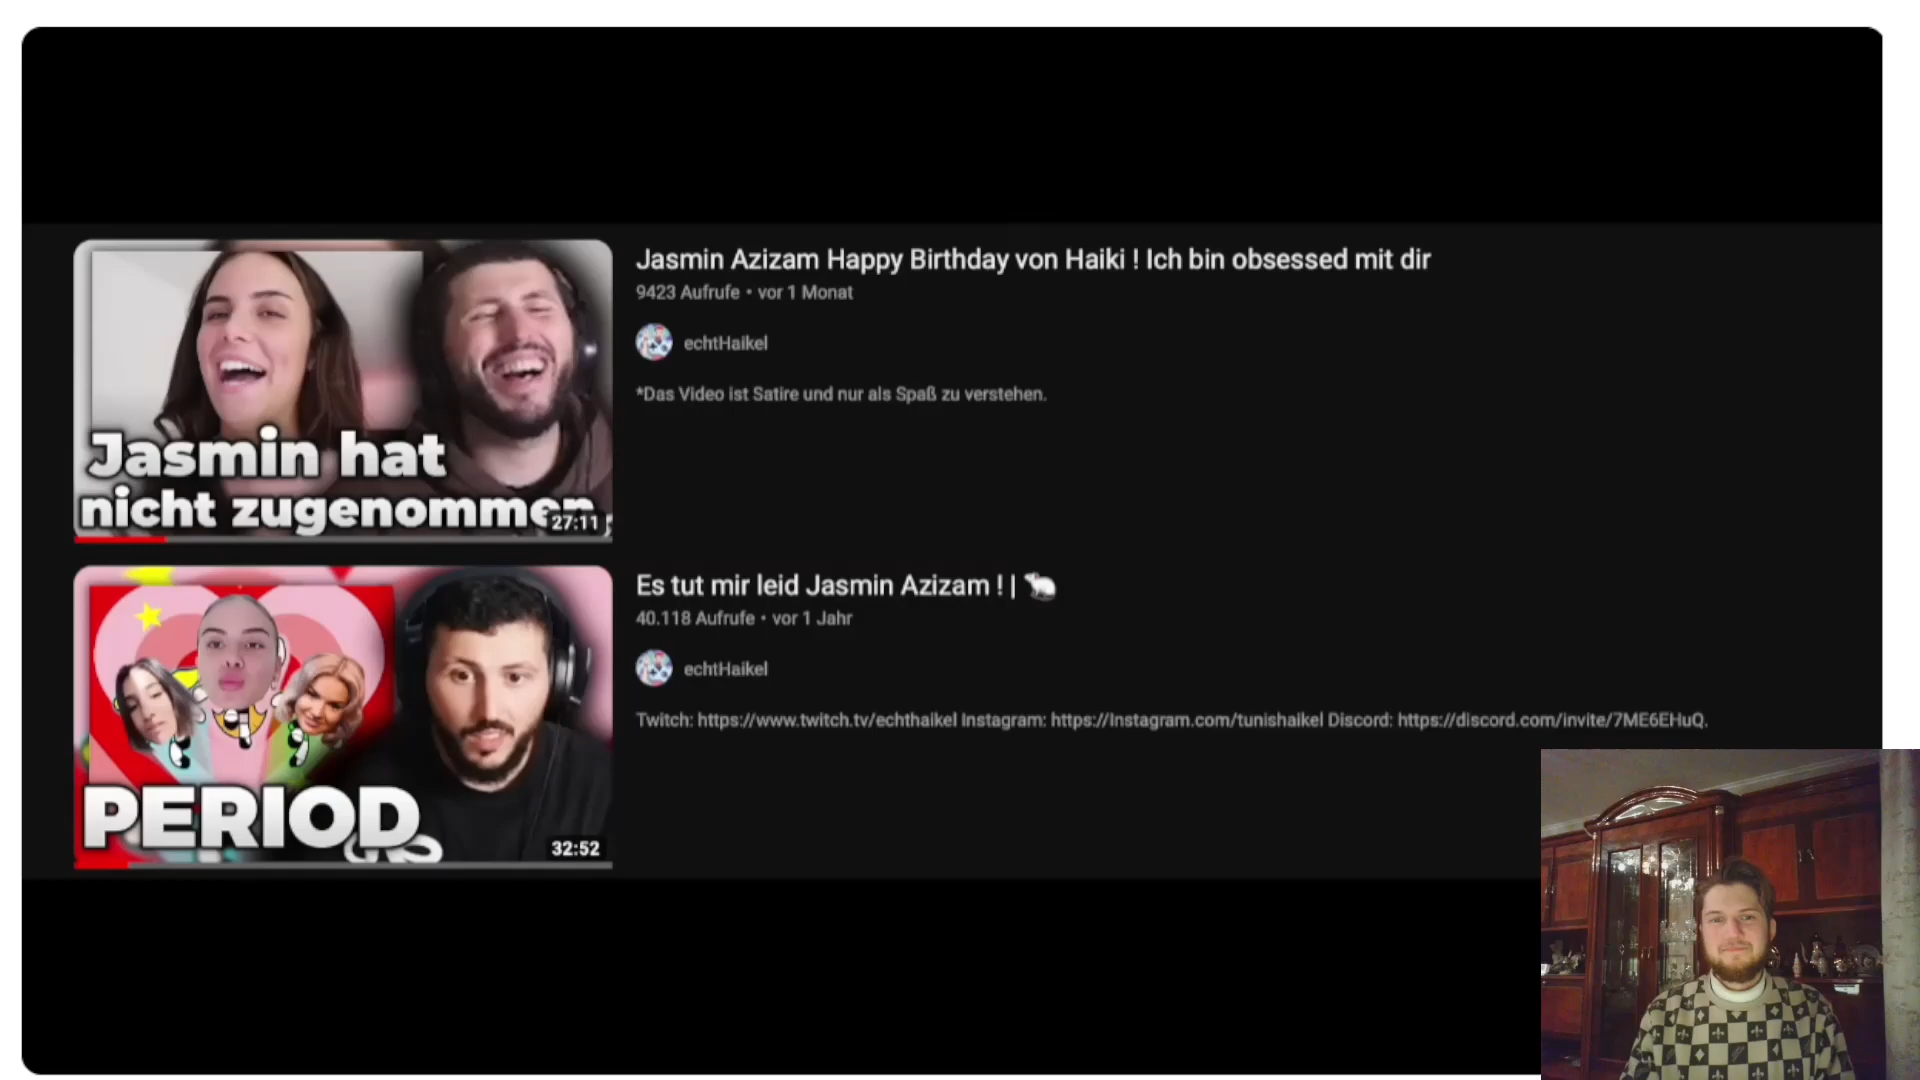 Jasmin hat
nicht zugenommen
27:11
Jasmin Azizam Happy Birthday von Haiki ! Ich bin obsessed mit dir
9423 Aufrufe • vor 1 Monat
echtHaikel
*Das Video ist Satire und nur als Spaß zu verstehen.
PERIOD
32:52
Es tut mir leid Jasmin Azizam ! | 🐀
40.118 Aufrufe • vor 1 Jahr
echtHaikel
Twitch: https://www.twitch.tv/echthaikel Instagram: https://Instagram.com/tunishaikel Discord: https://discord.com/invite/7ME6EHuQ.